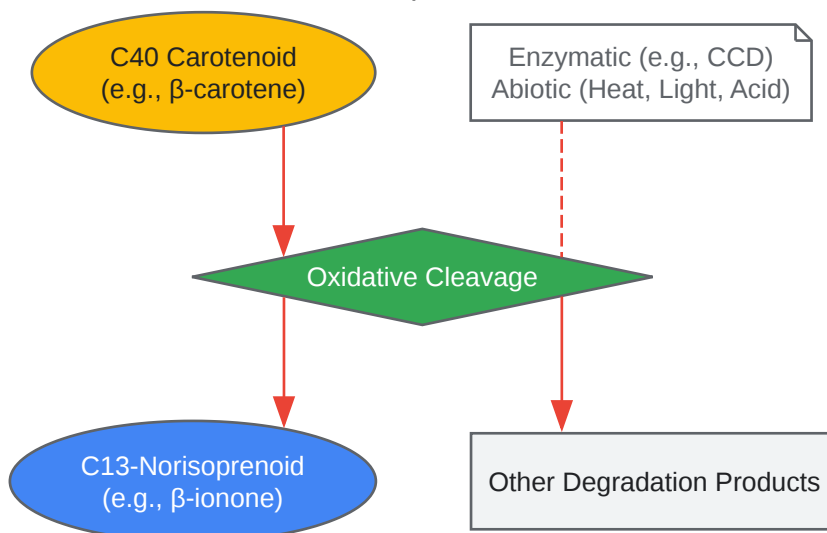 C40 Carotenoid
(e.g., β-carotene)
Enzymatic (e.g., CCD)
Abiotic (Heat, Light, Acid)
Oxidative Cleavage
C13-Norisoprenoid
(e.g., β-ionone)
Other Degradation Products